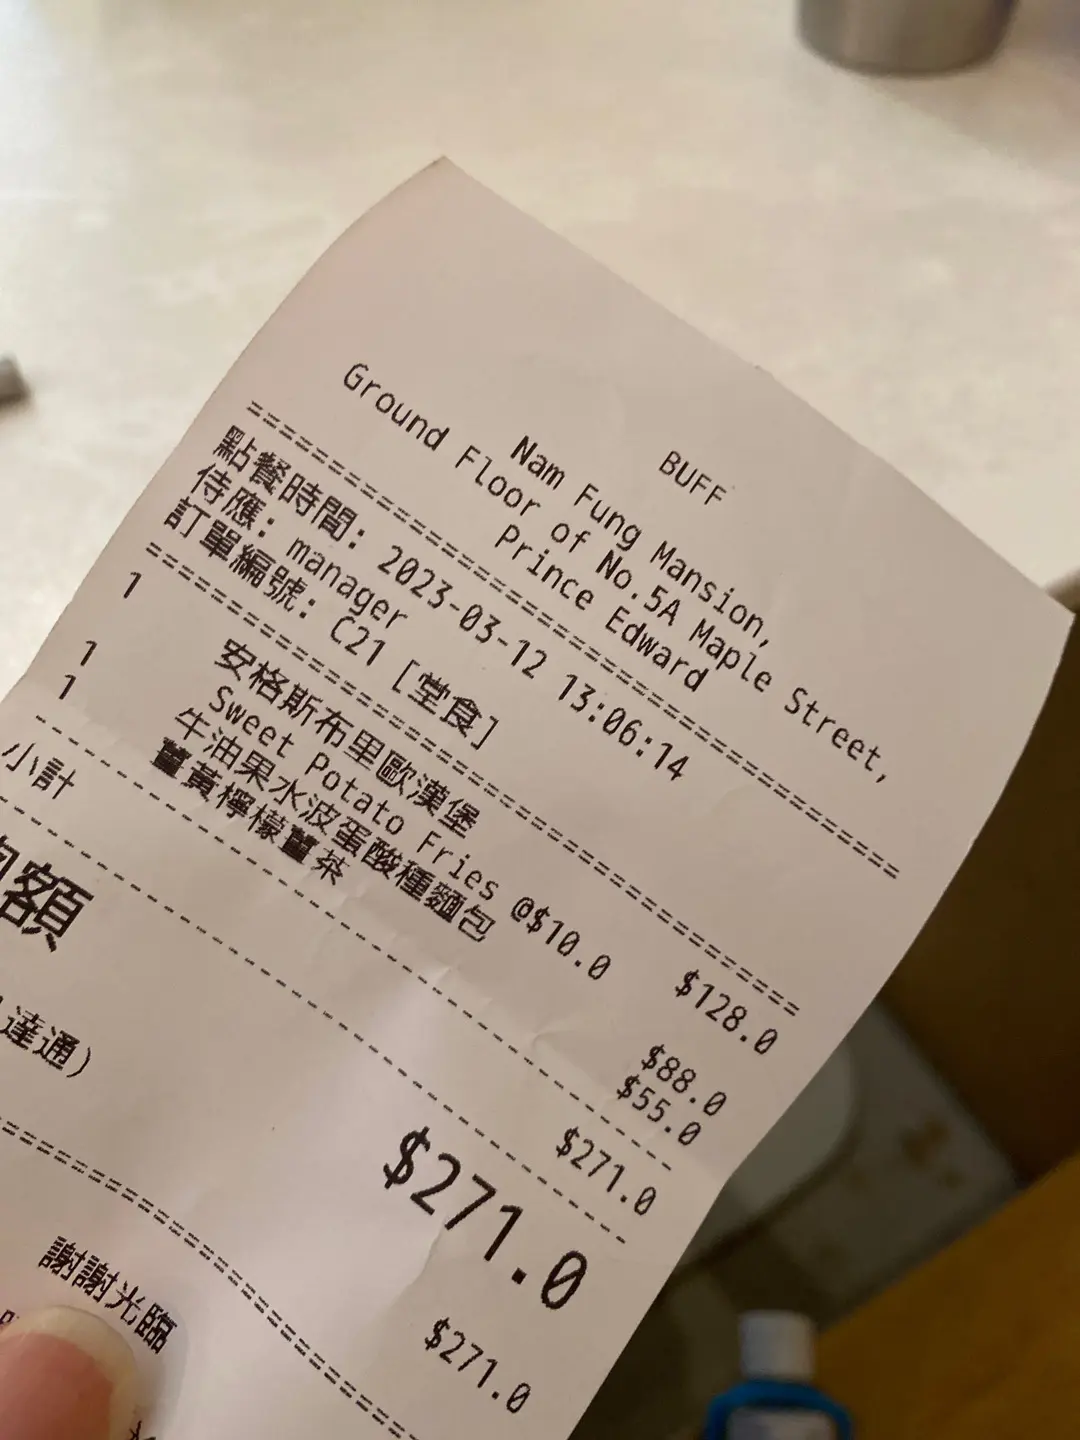 BUFF
Nam Fung Mansion,
Ground Floor of No.5A Maple Street,
Prince Edward
================================================
點餐時間: 2023-03-12 13:06:14
侍應: manager
訂單編號: C21 [堂食]
================================================
1 安格斯布里歐漢堡 $128.0
Sweet Potato Fries @$10.0
1 牛油果水波蛋酸種麵包 $88.0
1 薑黃檸檬薑茶 $55.0
------------------------------------------------
小計 $271.0
------------------------------------------------
額 $271.0
達通) $271.0
================================================
謝謝光臨